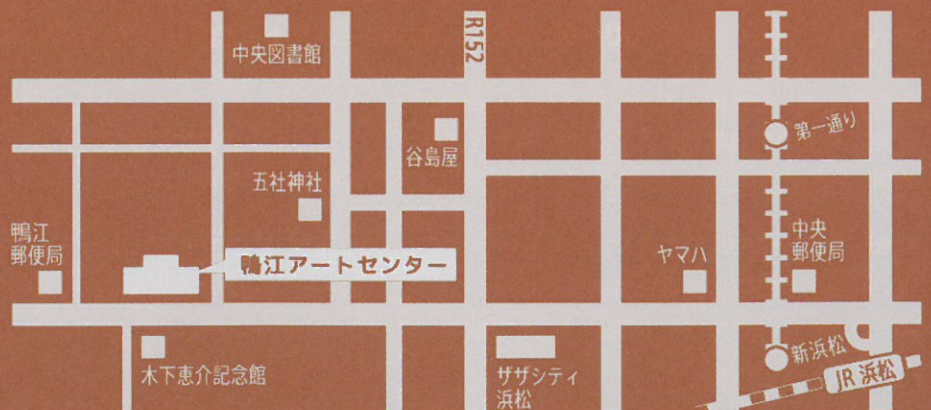 中央図書館
R152
第一通り
谷島屋
五社神社
鴨江
郵便局
鴨江アートセンター
ヤマハ
中央
郵便局
木下恵介記念館
ザザシティ
浜松
新浜松
JR 浜松